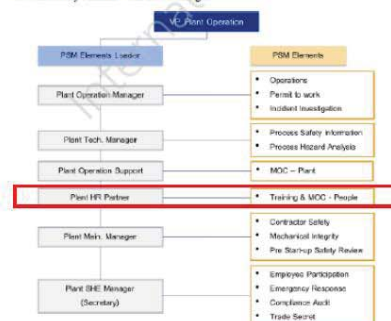 VP Plant Operation
PSM Elements Leader
PSM Elements
Plant Operation Manager
• Operations
• Permit to work
• Incident Investigation
Plant Tech. Manager
• Process Safety Information
• Process Hazard Analysis
Plant Operation Support
• MOC – Plant
Plant HR Partner
• Training & MOC - People
Plant Main. Manager
• Contractor Safety
• Mechanical Integrity
• Pre Start-up Safety Review
Plant SHE Manager
(Secretary)
• Employee Participation
• Emergency Response
• Compliance Audit
• Trade Secret